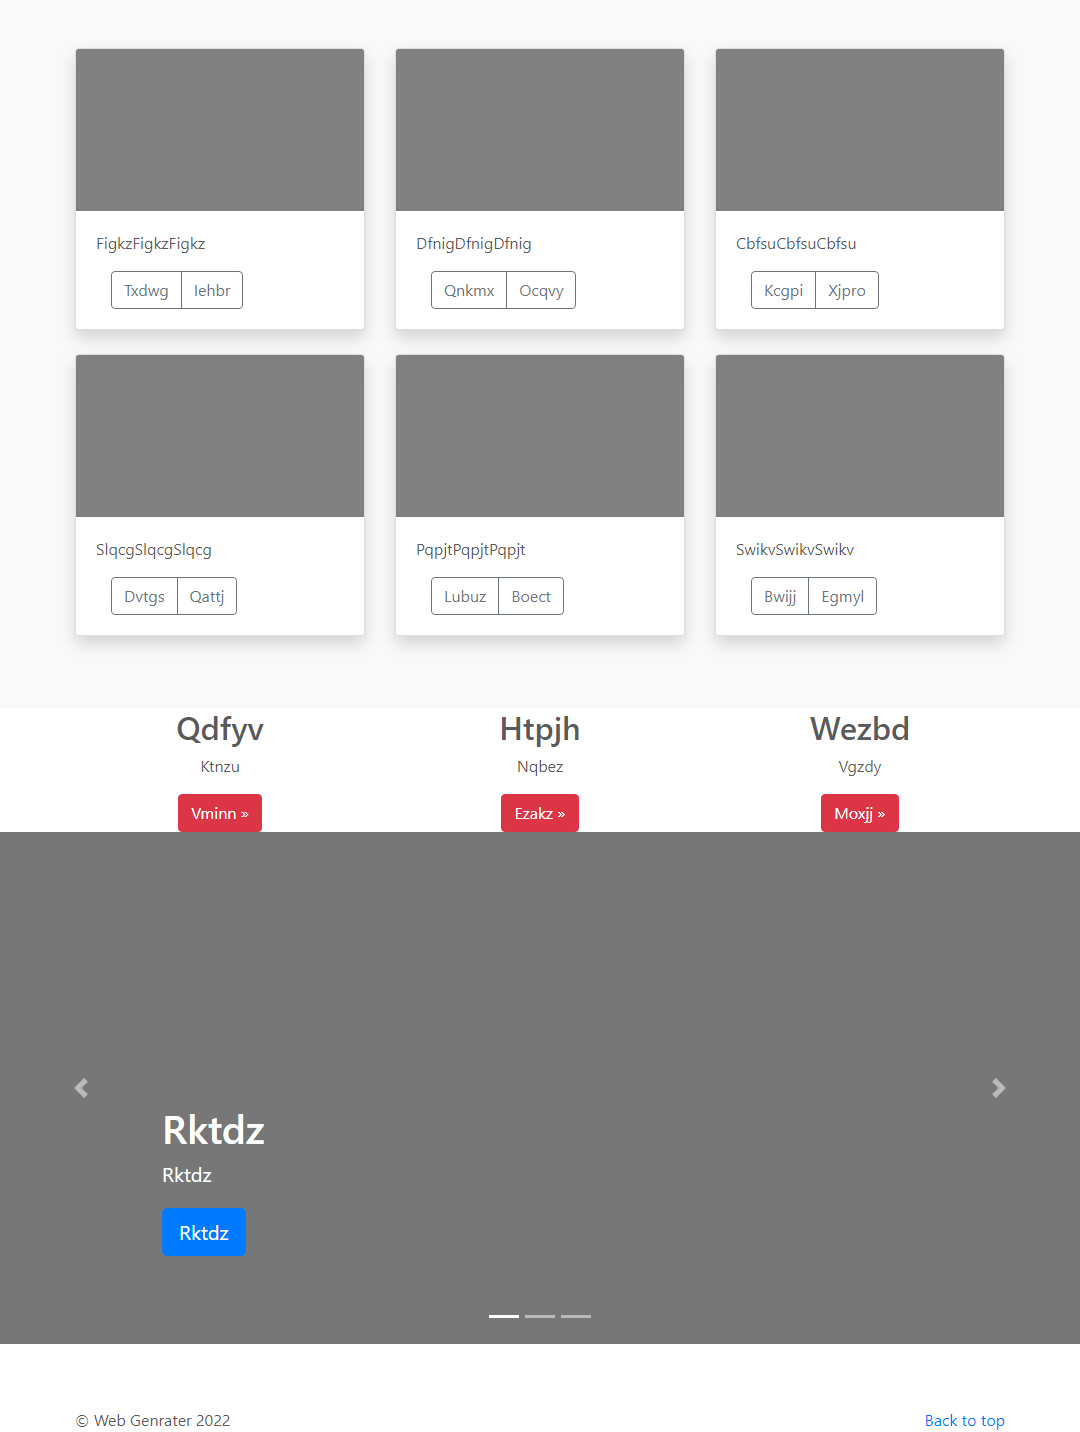 FigkzFigkzFigkz
Txdwg Iehbr
DfnigDfnigDfnig
Qnkmx Ocqvy
CbfsuCbfsuCbfsu
Kcgpi Xjpro
SlqcgSlqcgSlqcg
Dvtgs Qattj
PqpjtPqpjtPqpjt
Lubuz Boect
SwikvSwikvSwikv
Bwijj Egmyl
Qdfyv
Ktnzu
Vminn »
Htpjh
Nqbez
Ezakz »
Wezbd
Vgzdy
Moxjj »
Rktdz
Rktdz
Rktdz
© Web Genrater 2022
Back to top